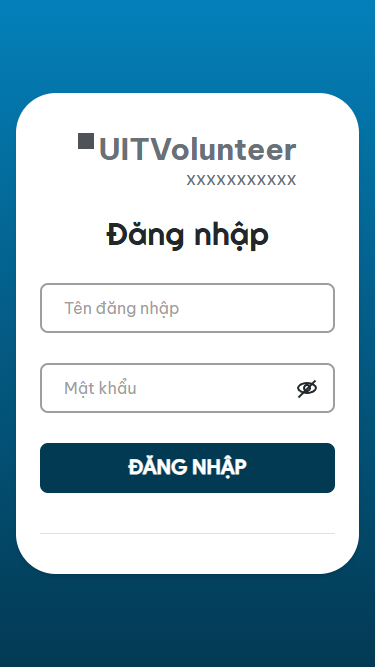 UITVolunteer
xxxxxxxxxxx
Đăng nhập
Tên đăng nhập
Mật khẩu
ĐĂNG NHẬP